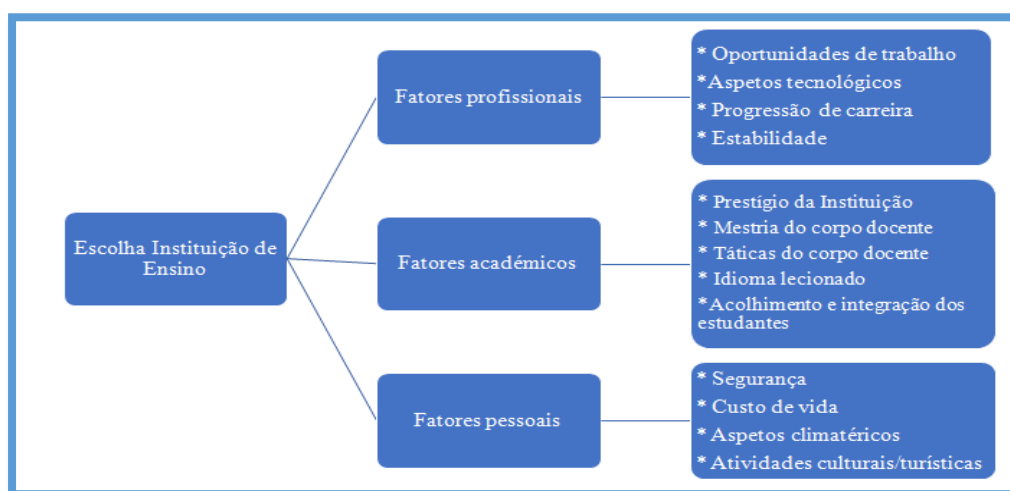 Escolha Instituição de
Ensino
Fatores profissionais
* Oportunidades de trabalho
*Aspetos tecnológicos
* Progressão de carreira
* Estabilidade
Fatores académicos
* Prestígio da Instituição
* Mestria do corpo docente
* Táticas do corpo docente
* Idioma lecionado
*Acolhimento e integração dos
estudantes
Fatores pessoais
* Segurança
* Custo de vida
* Aspetos climatéricos
* Atividades culturais/turísticas